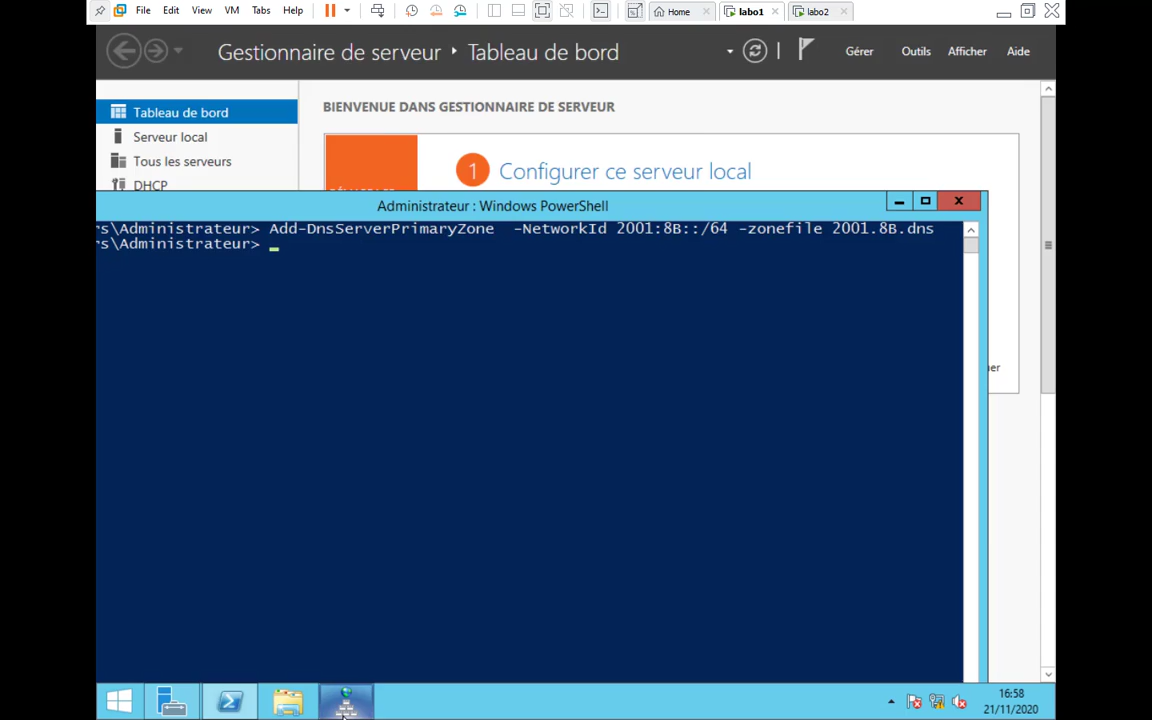 File Edit View VM Tabs Help
Home labo1 labo2
Gestionnaire de serveur Tableau de bord
Gérer Outils Afficher Aide
Tableau de bord
Serveur local
Tous les serveurs
DHCP
BIENVENUE DANS GESTIONNAIRE DE SERVEUR
1 Configurer ce serveur local
Administrateur : Windows PowerShell
rs\Administrateur> Add-DnsServerPrimaryZone -NetworkId 2001:8B::/64 -zonefile 2001.8B.dns
rs\Administrateur>
uer
16:58
21/11/2020